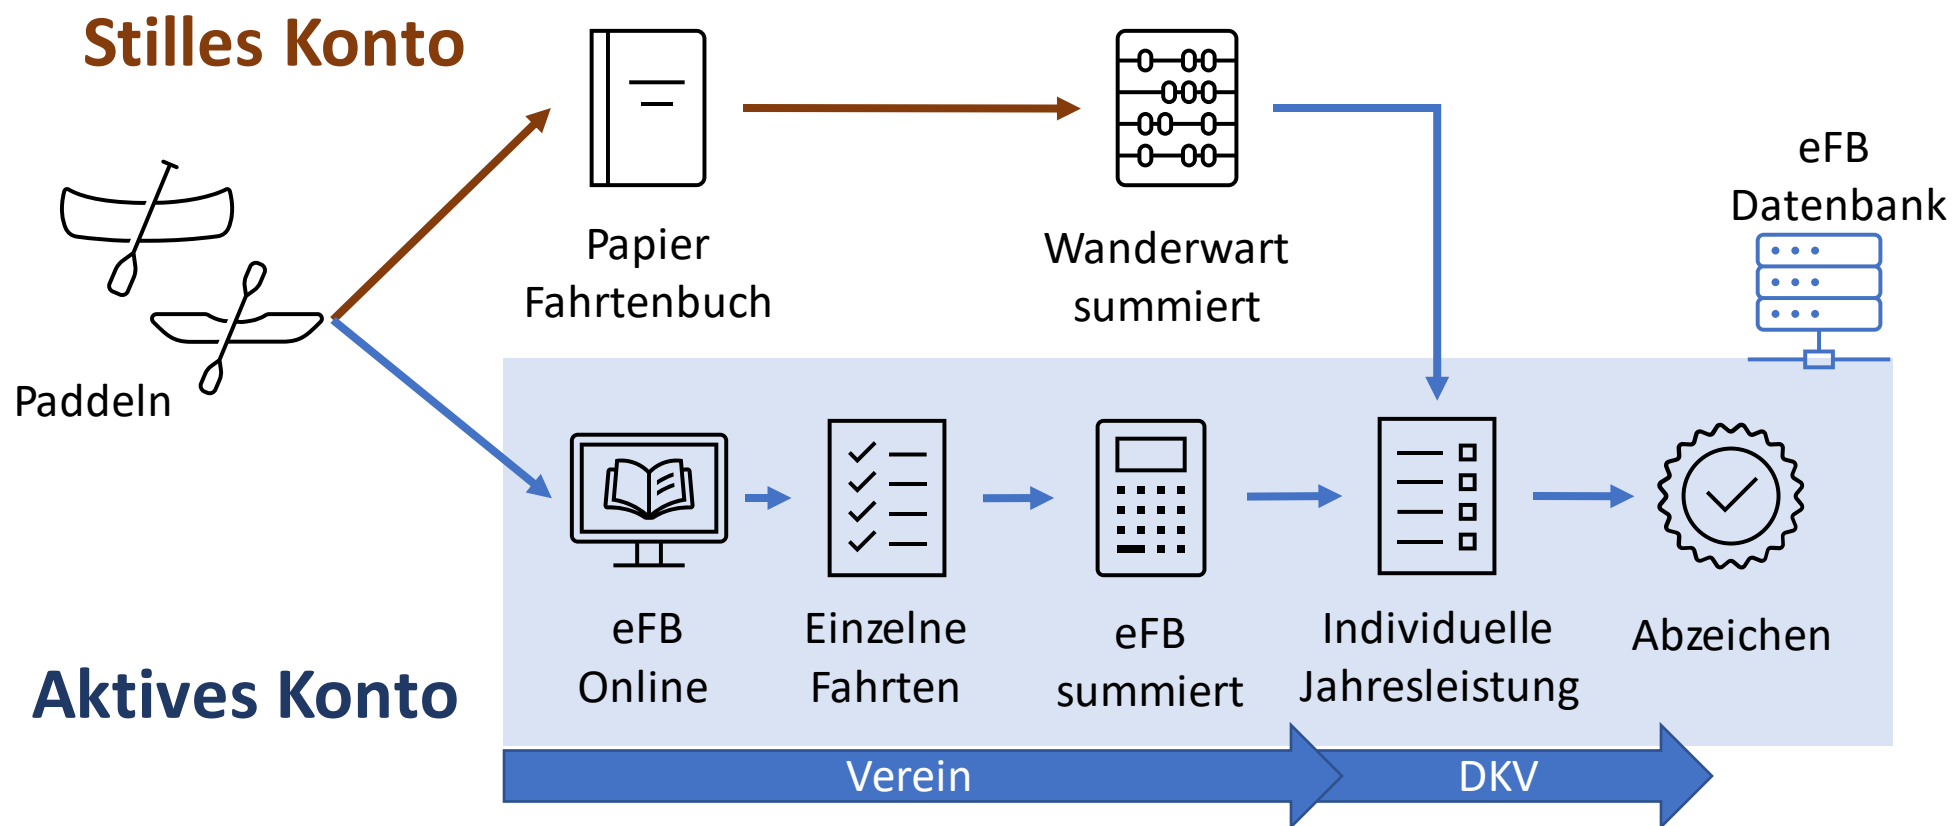 Stilles Konto
Papier
Fahrtenbuch
Wanderwart
summiert
eFB
Datenbank
Paddeln
eFB
Online
Einzelne
Fahrten
eFB
summiert
Individuelle
Jahresleistung
Abzeichen
Aktives Konto
Verein
DKV